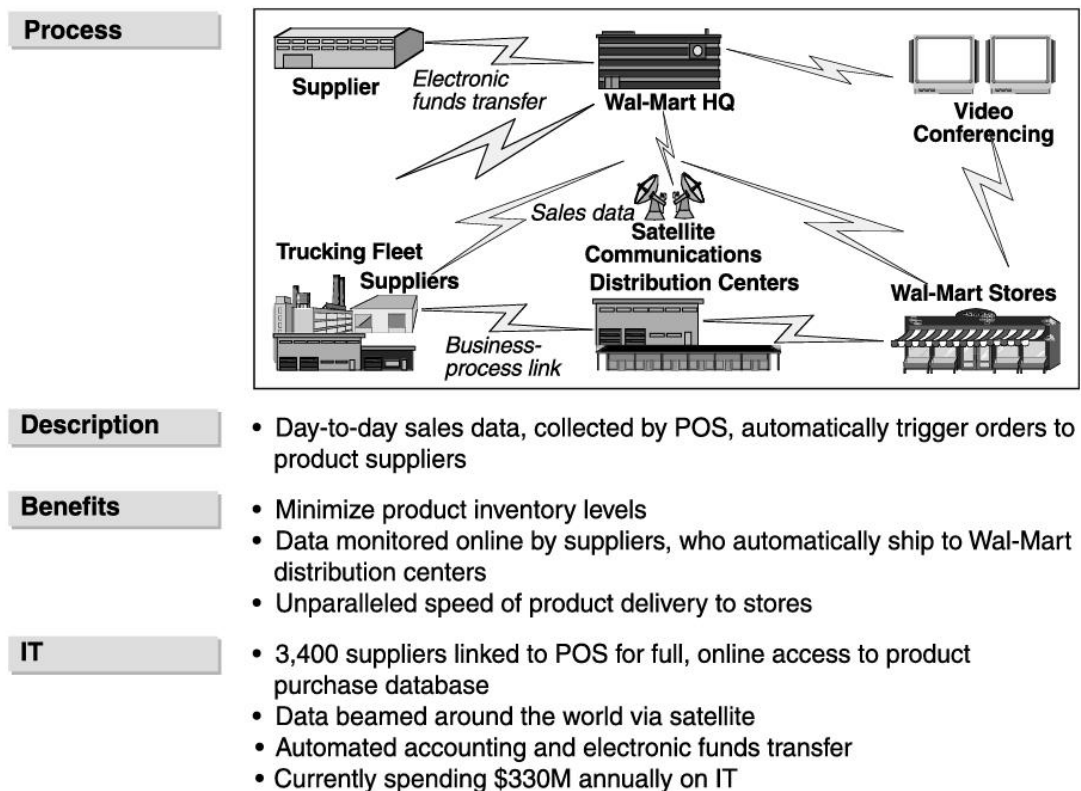 Process
Supplier
Electronic
funds transfer
Wal-Mart HQ
Video
Conferencing
Sales data
Satellite
Communications
Trucking Fleet
Suppliers
Distribution Centers
Wal-Mart Stores
Business-
process link
Description
• Day-to-day sales data, collected by POS, automatically trigger orders to
product suppliers
Benefits
• Minimize product inventory levels
• Data monitored online by suppliers, who automatically ship to Wal-Mart
distribution centers
• Unparalleled speed of product delivery to stores
IT
• 3,400 suppliers linked to POS for full, online access to product
purchase database
• Data beamed around the world via satellite
• Automated accounting and electronic funds transfer
• Currently spending $330M annually on IT